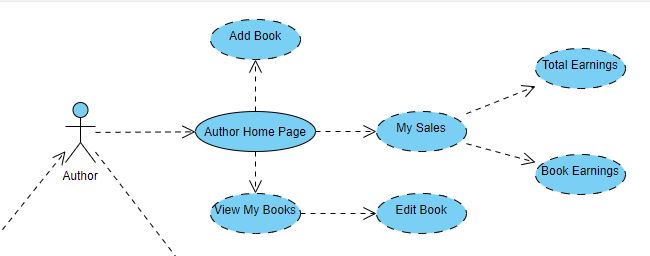 Add Book
Total Earnings
Author Home Page
My Sales
Author
Book Earnings
View My Books
Edit Book